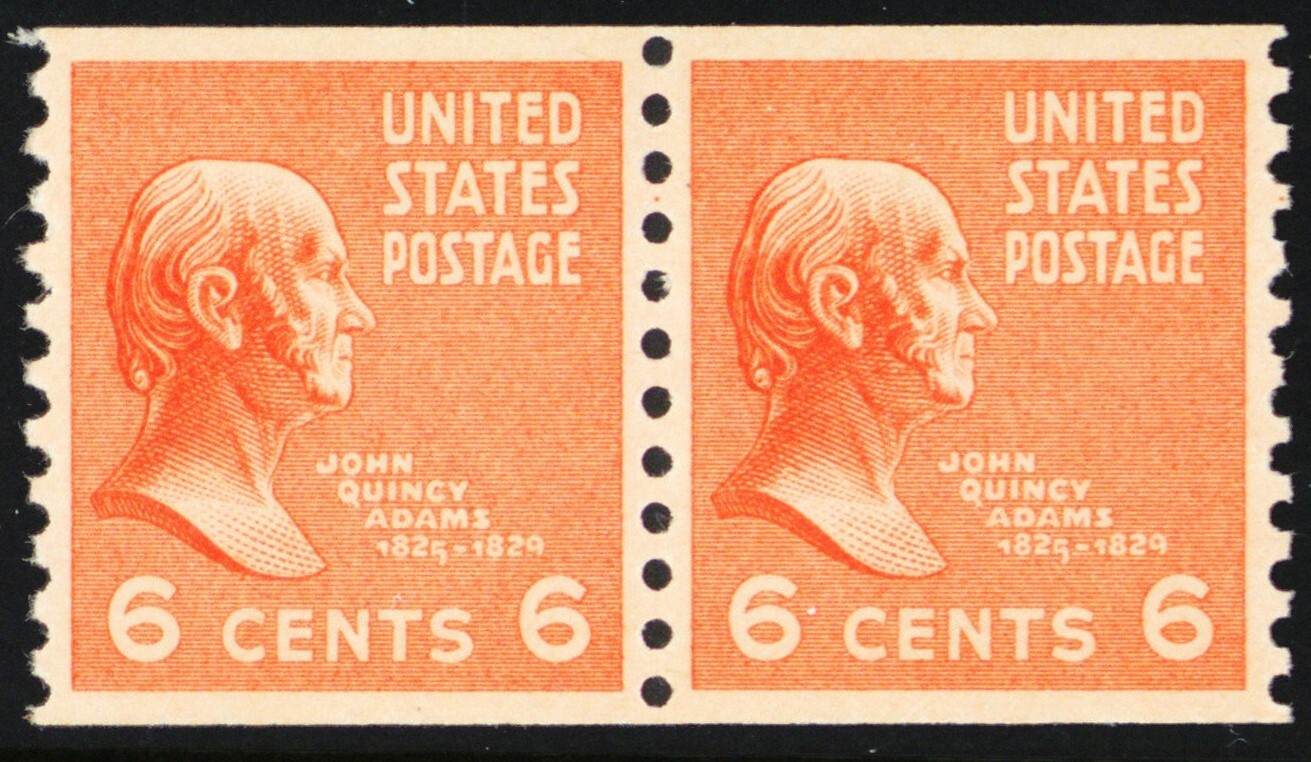 UNITED
STATES
POSTAGE
JOHN
QUINCY
ADAMS
1825-1829
6 CENTS 6
UNITED
STATES
POSTAGE
JOHN
QUINCY
ADAMS
1825-1829
6 CENTS 6